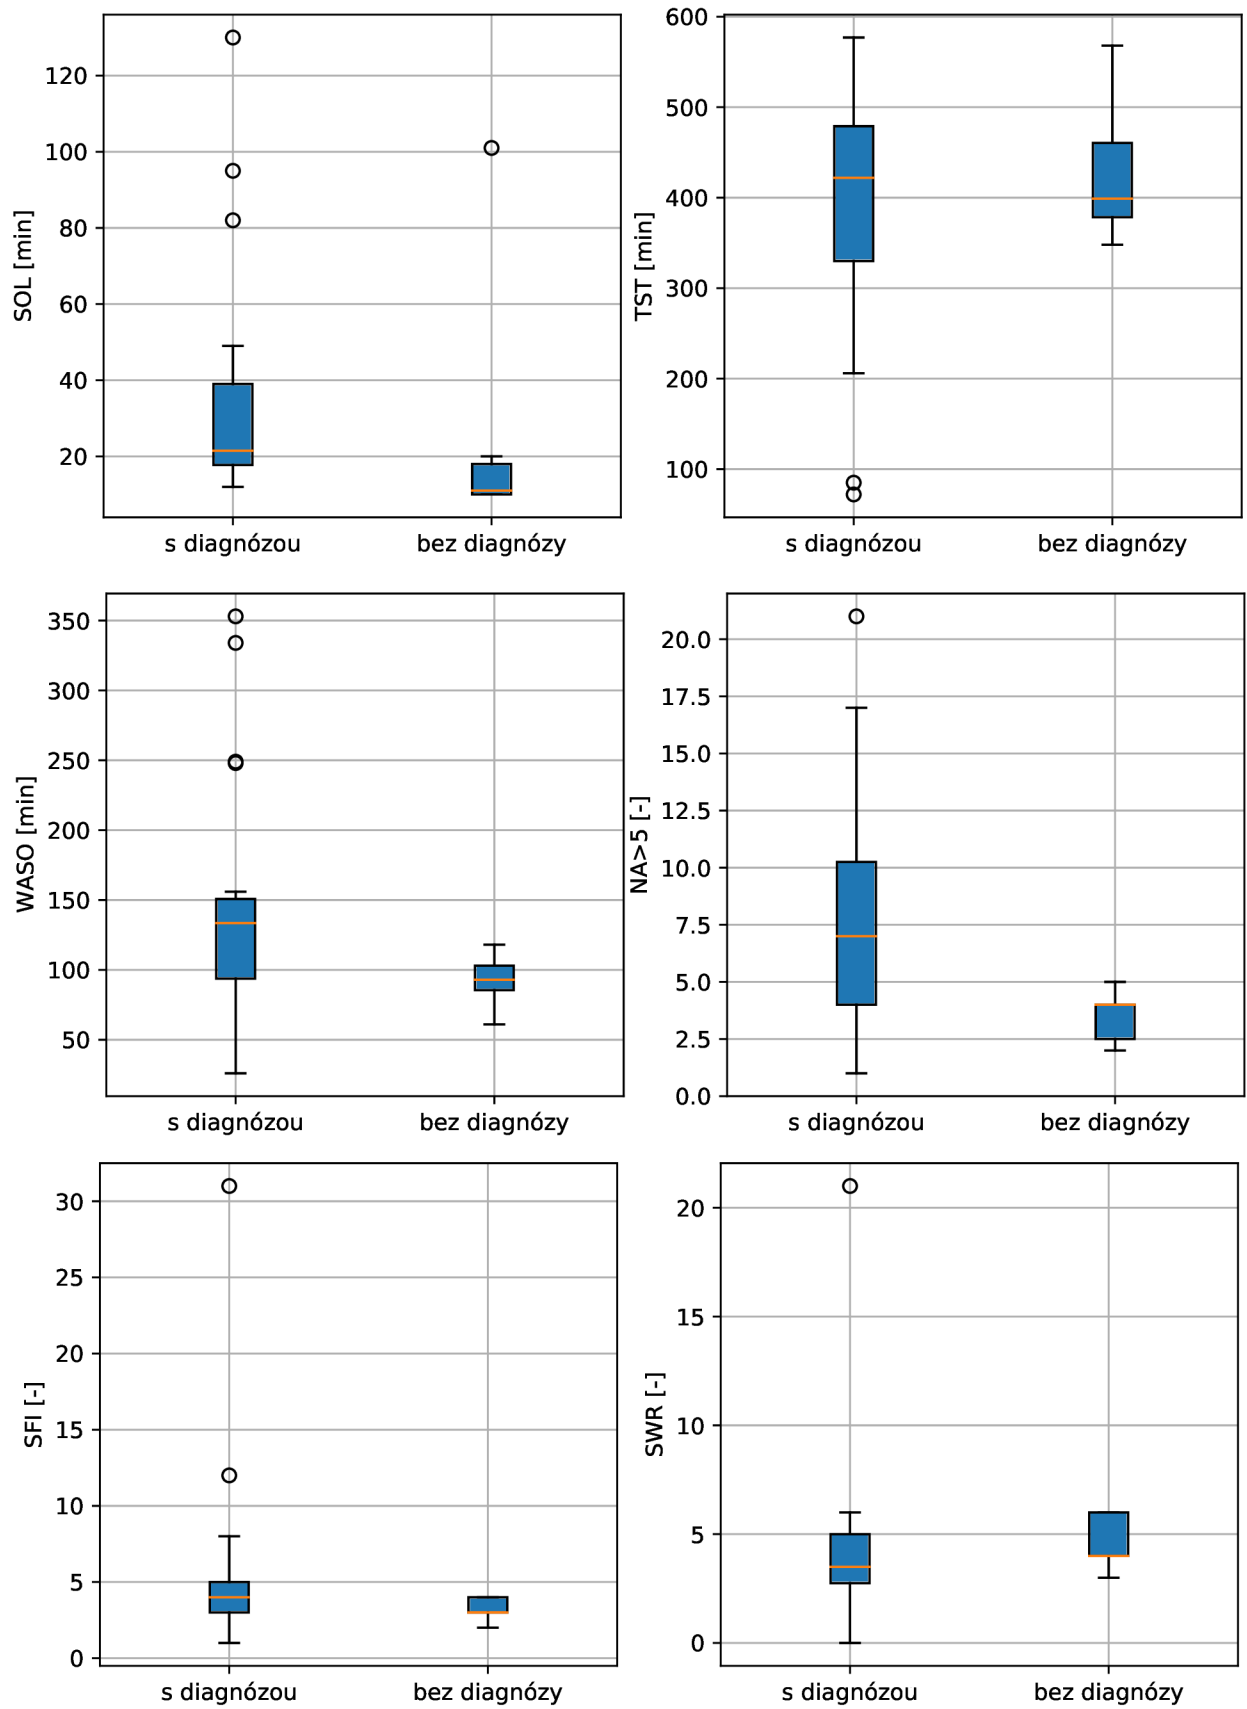 120
100
80
60
40
20
SOL [min]
s diagnózou
bez diagnózy
600
500
400
300
200
100
TST [min]
s diagnózou
bez diagnózy
350
300
250
200
150
100
50
WASO [min]
s diagnózou
bez diagnózy
20.0
17.5
15.0
12.5
10.0
7.5
5.0
2.5
0.0
NA>5 [-]
s diagnózou
bez diagnózy
30
25
20
15
10
5
0
SFI [-]
s diagnózou
bez diagnózy
20
15
10
5
0
SWR [-]
s diagnózou
bez diagnózy